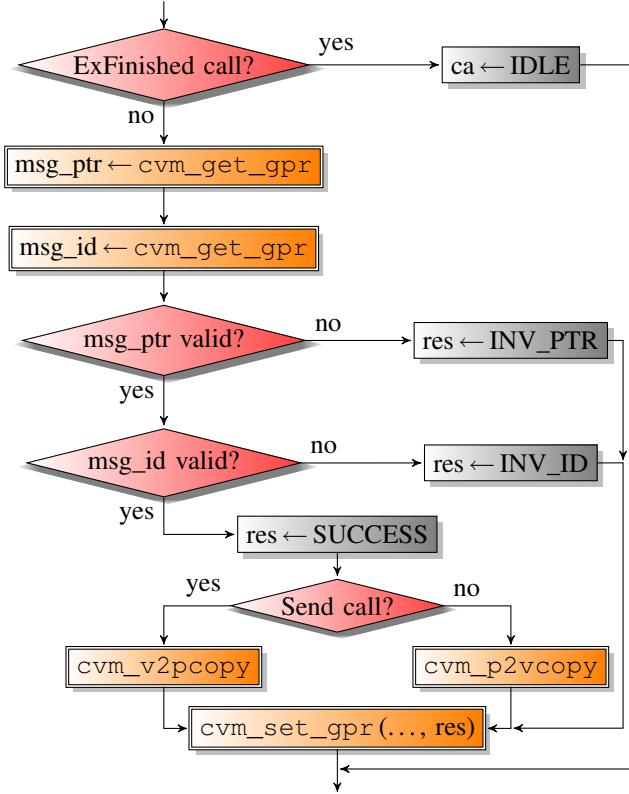 ExFinished call?
yes
ca ← IDLE
no
msg_ptr ← cvm_get_gpr
msg_id ← cvm_get_gpr
msg_ptr valid?
no
res ← INV_PTR
yes
msg_id valid?
no
res ← INV_ID
yes
res ← SUCCESS
yes
Send call?
no
cvm_v2pcopy
cvm_p2vcopy
cvm_set_gpr (..., res)